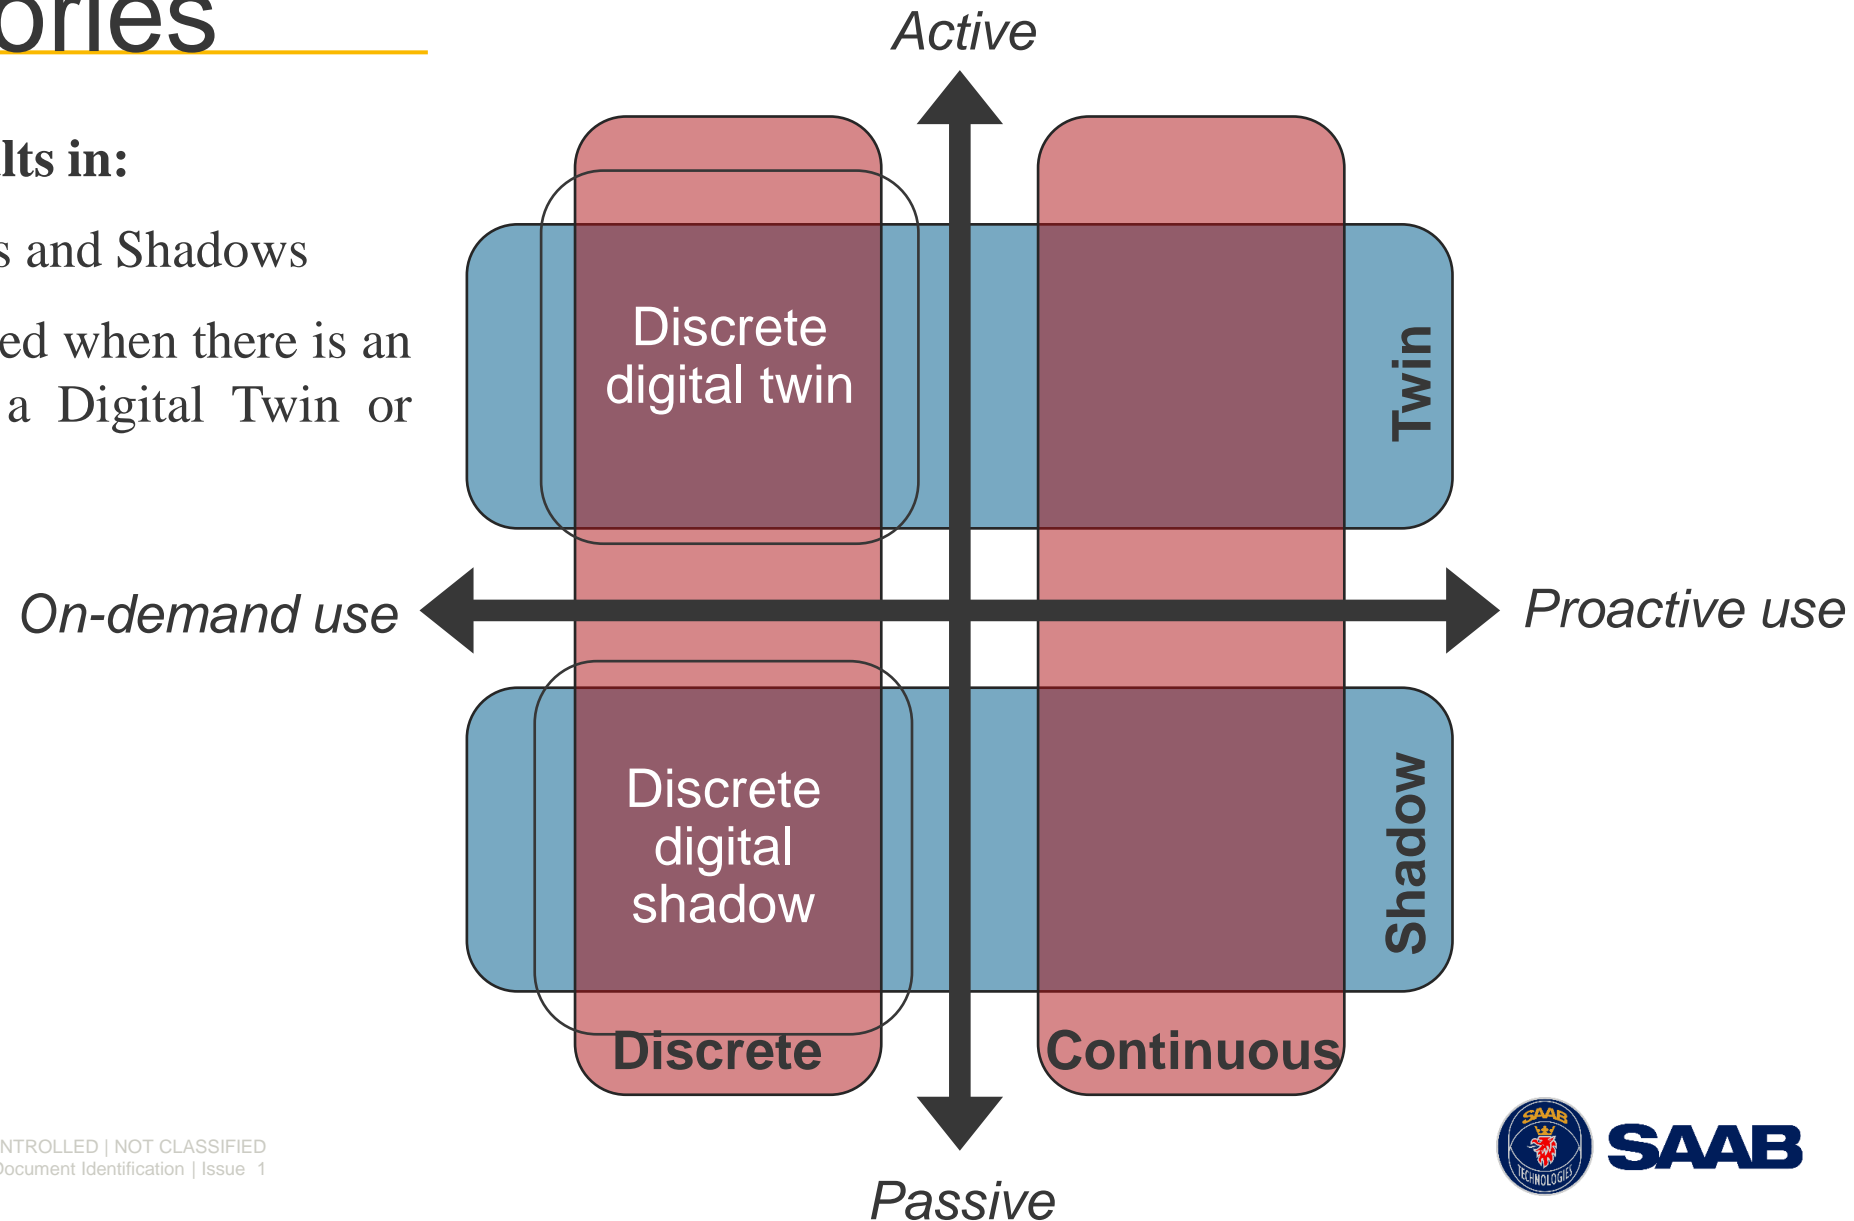 ories
lts in:
s and Shadows
ed when there is an
a Digital Twin or
Active
Discrete
digital twin
Twin
On-demand use
Proactive use
Discrete
digital
shadow
Shadow
Discrete
Continuous
Passive
NTROLLED | NOT CLASSIFIED
Document Identification | Issue 1
SAAB
TECHNOLOGIES
SAAB